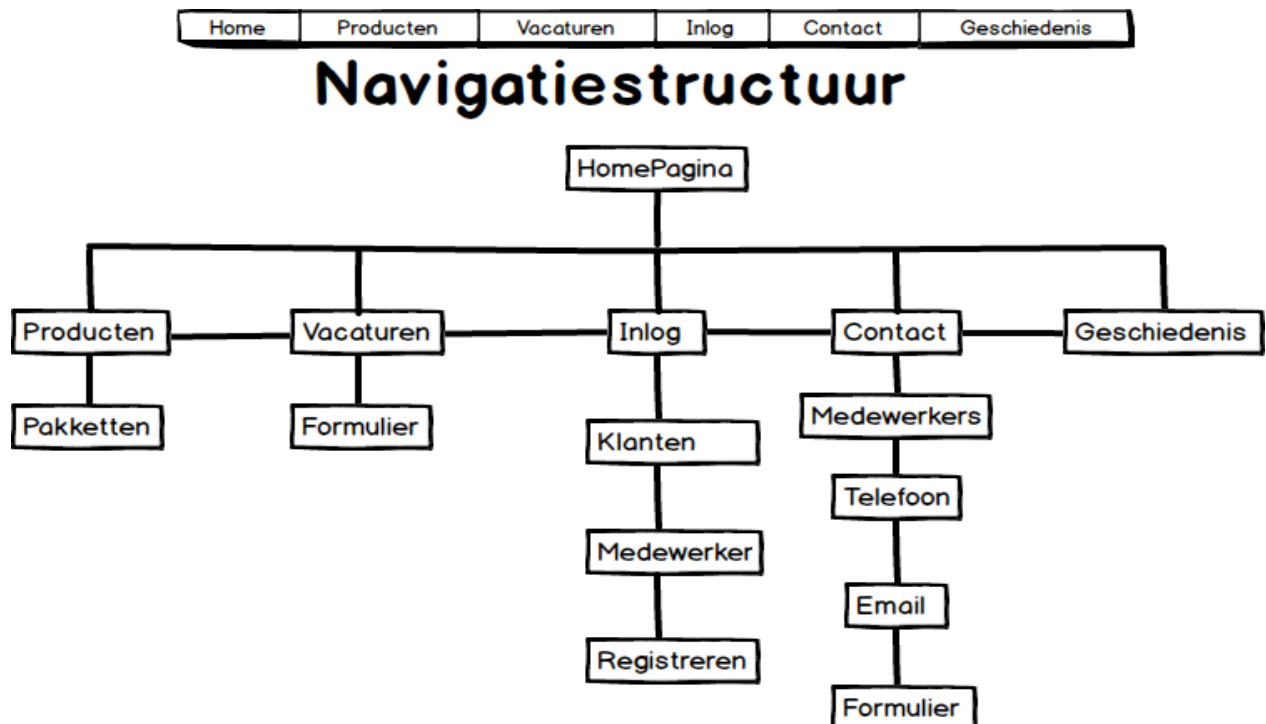 Home Producten Vacaturen Inlog Contact Geschiedenis
Navigatiestructuur
HomePagina
Producten Vacaturen Inlog Contact Geschiedenis
Pakketten Formulier Klanten Medewerkers
Telefoon
Medewerker
Email
Registreren
Formulier